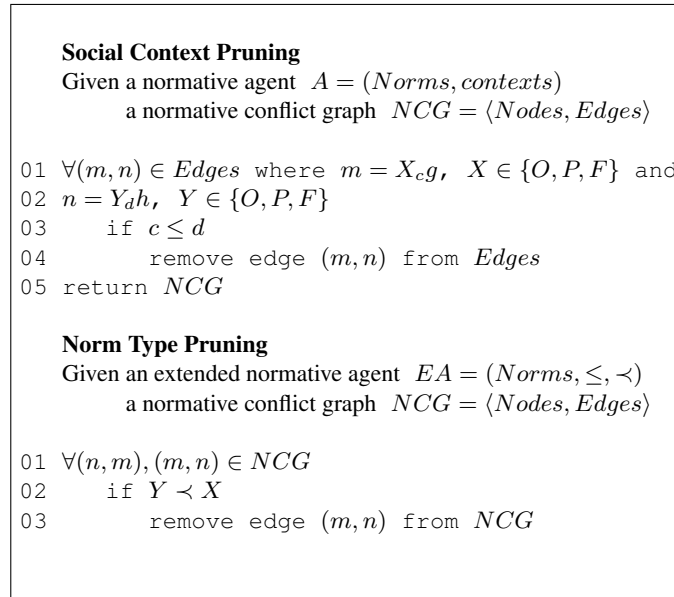 Social Context Pruning
Given a normative agent A = (Norms, contexts)
a normative conflict graph NCG = ⟨Nodes, Edges⟩
01 ∀(m, n) ∈ Edges where m = X_c g, X ∈ {O, P, F} and
02 n = Y_d h, Y ∈ {O, P, F}
03 if c ≤ d
04 remove edge (m, n) from Edges
05 return NCG
Norm Type Pruning
Given an extended normative agent EA = (Norms, ≤, ≺)
a normative conflict graph NCG = ⟨Nodes, Edges⟩
01 ∀(n, m), (m, n) ∈ NCG
02 if Y ≺ X
03 remove edge (m, n) from NCG